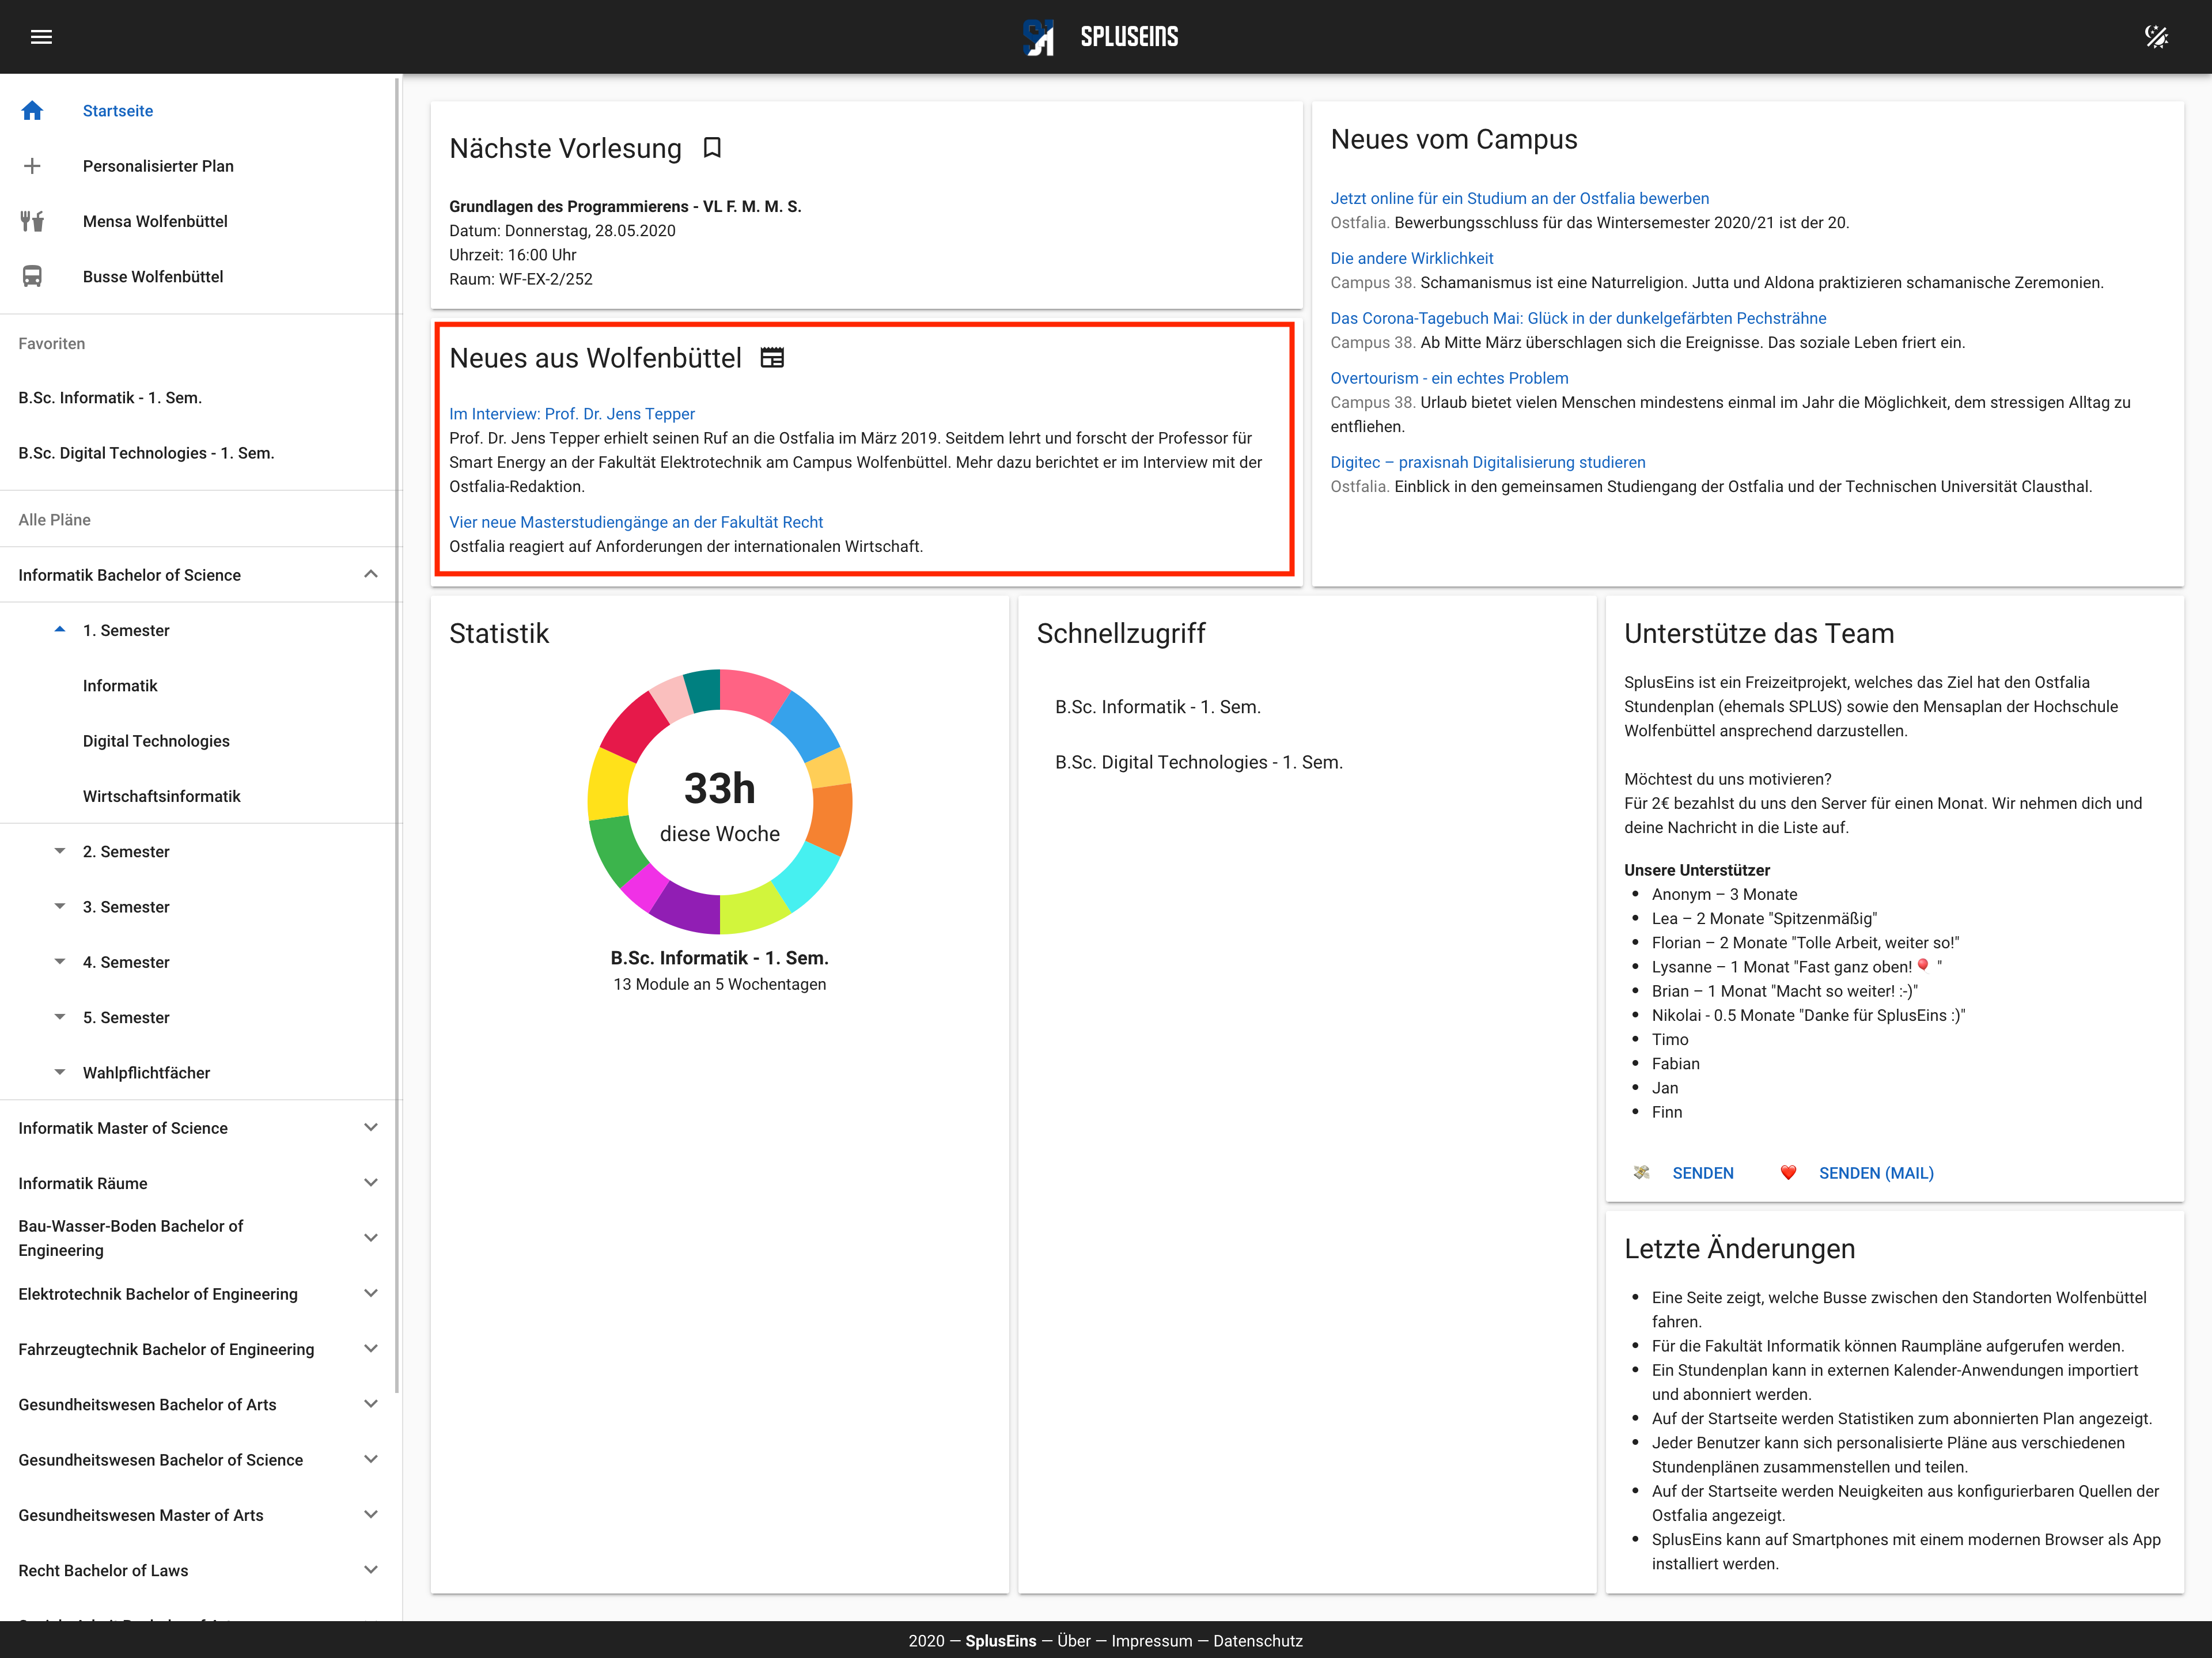 SPLUSEINS
Startseite
Personalisierter Plan
Mensa Wolfenbüttel
Busse Wolfenbüttel
Favoriten
B.Sc. Informatik - 1. Sem.
B.Sc. Digital Technologies - 1. Sem.
Alle Pläne
Informatik Bachelor of Science
1. Semester
Informatik
Digital Technologies
Wirtschaftsinformatik
2. Semester
3. Semester
4. Semester
5. Semester
Wahlpflichtfächer
Informatik Master of Science
Informatik Räume
Bau-Wasser-Boden Bachelor of
Engineering
Elektrotechnik Bachelor of Engineering
Fahrzeugtechnik Bachelor of Engineering
Gesundheitswesen Bachelor of Arts
Gesundheitswesen Bachelor of Science
Gesundheitswesen Master of Arts
Recht Bachelor of Laws
Nächste Vorlesung
Grundlagen des Programmierens - VL F. M. M. S.
Datum: Donnerstag, 28.05.2020
Uhrzeit: 16:00 Uhr
Raum: WF-EX-2/252
Neues aus Wolfenbüttel
Im Interview: Prof. Dr. Jens Tepper
Prof. Dr. Jens Tepper erhielt seinen Ruf an die Ostfalia im März 2019. Seitdem lehrt und forscht der Professor für
Smart Energy an der Fakultät Elektrotechnik am Campus Wolfenbüttel. Mehr dazu berichtet er im Interview mit der
Ostfalia-Redaktion.
Vier neue Masterstudiengänge an der Fakultät Recht
Ostfalia reagiert auf Anforderungen der internationalen Wirtschaft.
Neues vom Campus
Jetzt online für ein Studium an der Ostfalia bewerben
Ostfalia. Bewerbungsschluss für das Wintersemester 2020/21 ist der 20.
Die andere Wirklichkeit
Campus 38. Schamanismus ist eine Naturreligion. Jutta und Aldona praktizieren schamanische Zeremonien.
Das Corona-Tagebuch Mai: Glück in der dunkelgefärbten Pechsträhne
Campus 38. Ab Mitte März überschlagen sich die Ereignisse. Das soziale Leben friert ein.
Overtourism - ein echtes Problem
Campus 38. Urlaub bietet vielen Menschen mindestens einmal im Jahr die Möglichkeit, dem stressigen Alltag zu
entfliehen.
Digitec – praxisnah Digitalisierung studieren
Ostfalia. Einblick in den gemeinsamen Studiengang der Ostfalia und der Technischen Universität Clausthal.
Statistik
33h
diese Woche
B.Sc. Informatik - 1. Sem.
13 Module an 5 Wochentagen
Schnellzugriff
B.Sc. Informatik - 1. Sem.
B.Sc. Digital Technologies - 1. Sem.
Unterstütze das Team
SplusEins ist ein Freizeitprojekt, welches das Ziel hat den Ostfalia
Stundenplan (ehemals SPLUS) sowie den Mensaplan der Hochschule
Wolfenbüttel ansprechend darzustellen.
Möchtest du uns motivieren?
Für 2€ bezahlst du uns den Server für einen Monat. Wir nehmen dich und
deine Nachricht in die Liste auf.
Unsere Unterstützer
• Anonym – 3 Monate
• Lea – 2 Monate "Spitzenmäßig"
• Florian – 2 Monate "Tolle Arbeit, weiter so!"
• Lysanne – 1 Monat "Fast ganz oben!🎈 "
• Brian – 1 Monat "Macht so weiter! :-)"
• Nikolai - 0.5 Monate "Danke für SplusEins :)"
• Timo
• Fabian
• Jan
• Finn
💸 SENDEN ❤️ SENDEN (MAIL)
Letzte Änderungen
• Eine Seite zeigt, welche Busse zwischen den Standorten Wolfenbüttel
fahren.
• Für die Fakultät Informatik können Raumpläne aufgerufen werden.
• Ein Stundenplan kann in externen Kalender-Anwendungen importiert
und abonniert werden.
• Auf der Startseite werden Statistiken zum abonnierten Plan angezeigt.
• Jeder Benutzer kann sich personalisierte Pläne aus verschiedenen
Stundenplänen zusammenstellen und teilen.
• Auf der Startseite werden Neuigkeiten aus konfigurierbaren Quellen der
Ostfalia angezeigt.
• SplusEins kann auf Smartphones mit einem modernen Browser als App
installiert werden.
2020 — SplusEins — Über — Impressum — Datenschutz